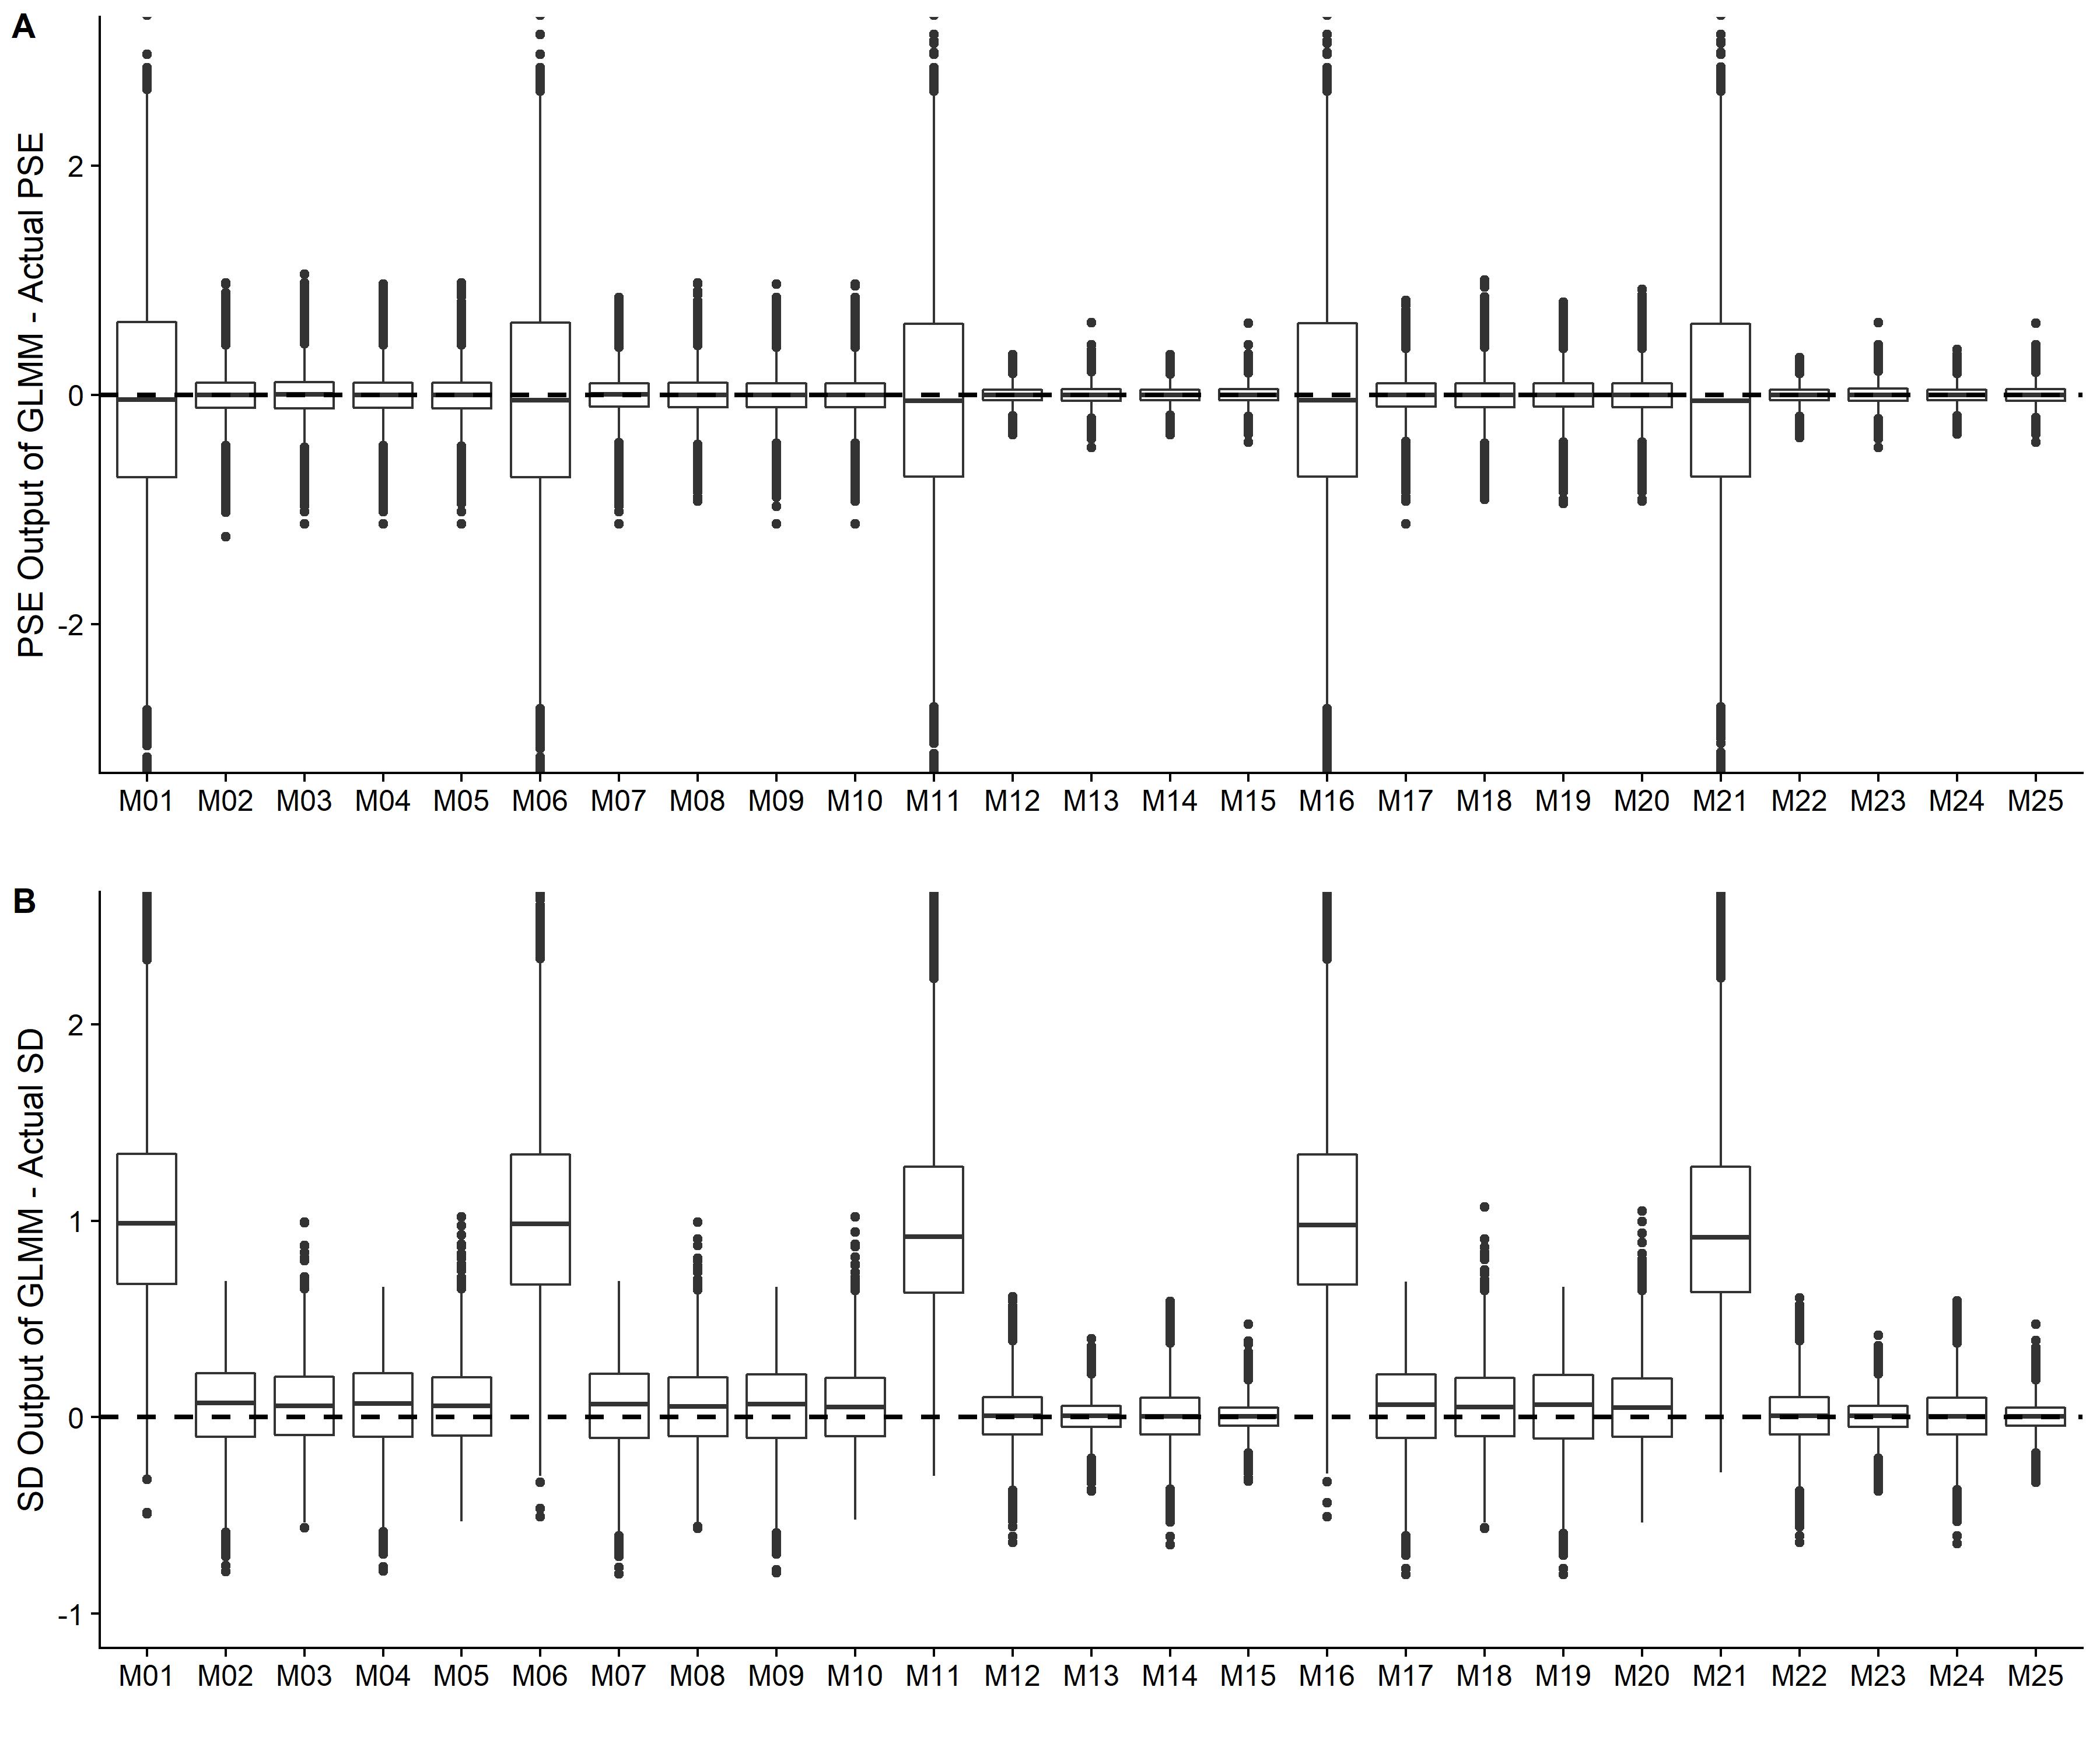 A
PSE Output of GLMM - Actual PSE
2
0
-2
M01 M02 M03 M04 M05 M06 M07 M08 M09 M10 M11 M12 M13 M14 M15 M16 M17 M18 M19 M20 M21 M22 M23 M24 M25
B
SD Output of GLMM - Actual SD
2
1
0
-1
M01 M02 M03 M04 M05 M06 M07 M08 M09 M10 M11 M12 M13 M14 M15 M16 M17 M18 M19 M20 M21 M22 M23 M24 M25